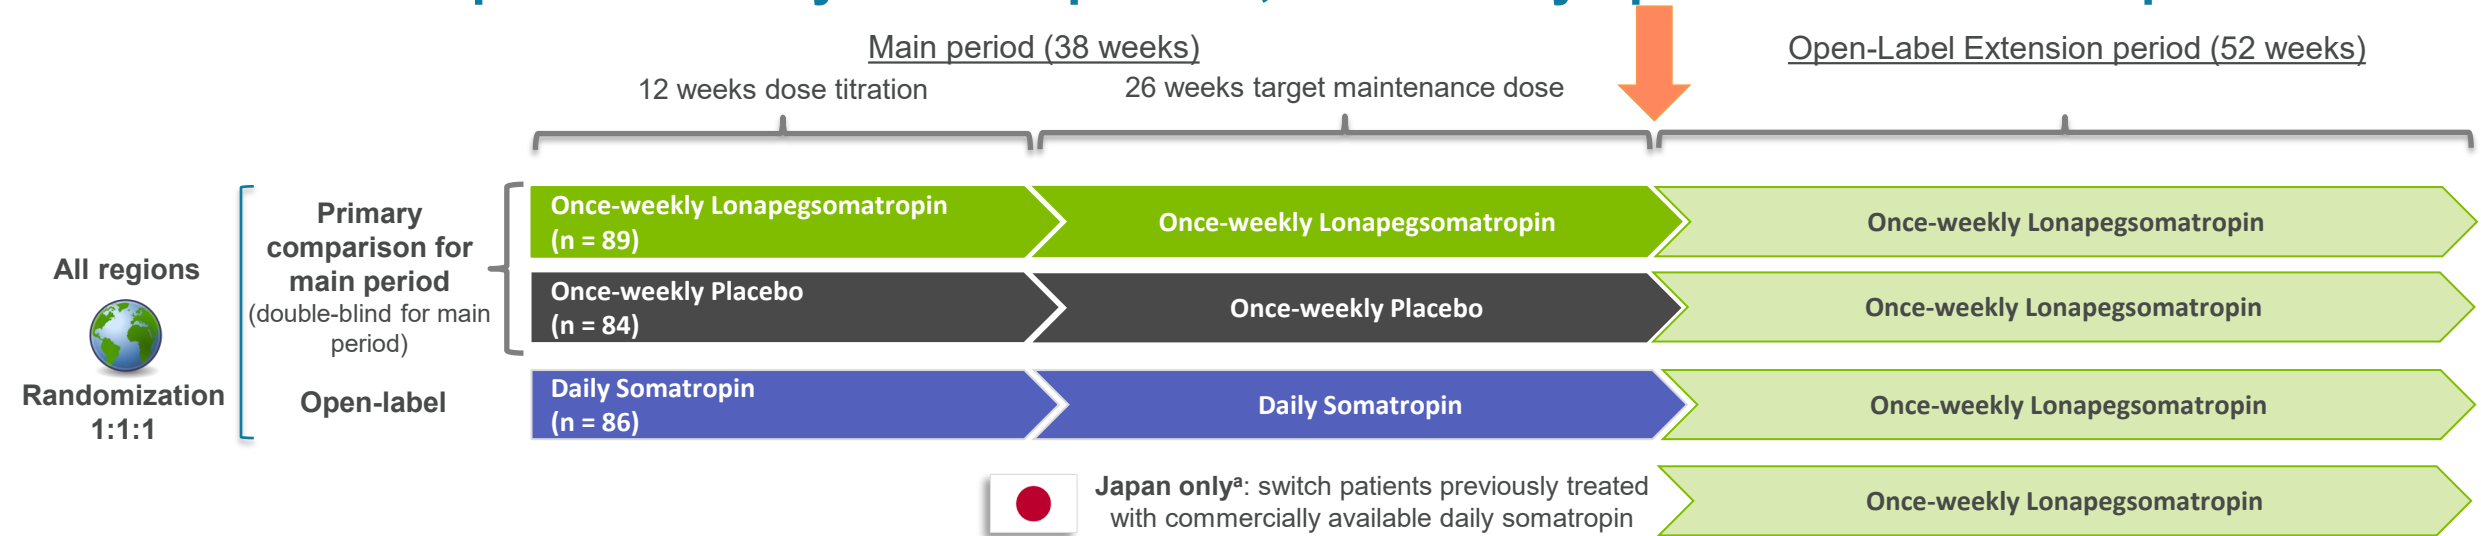 Main period (38 weeks)
Open-Label Extension period (52 weeks)
12 weeks dose titration
26 weeks target maintenance dose
All regions
Randomization
1:1:1
Primary
comparison for
main period
(double-blind for main
period)
Open-label
Once-weekly Lonapegsomatropin
(n = 89)
Once-weekly Lonapegsomatropin
Once-weekly Lonapegsomatropin
Once-weekly Placebo
(n = 84)
Once-weekly Placebo
Once-weekly Lonapegsomatropin
Daily Somatropin
(n = 86)
Daily Somatropin
Once-weekly Lonapegsomatropin
Japan onlyᵃ: switch patients previously treated
with commercially available daily somatropin
Once-weekly Lonapegsomatropin